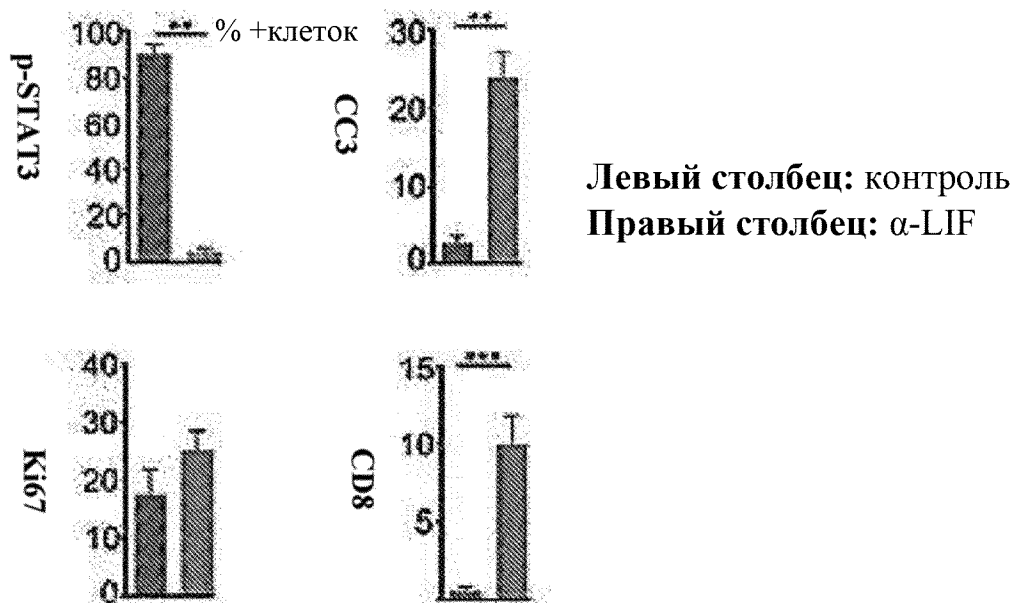 ** % +клеток
p-STAT3
100
80
60
40
20
0
**
CC3
30
20
10
0
Левый столбец: контроль
Правый столбец: α-LIF
Ki67
40
30
20
10
0
***
CD8
15
10
5